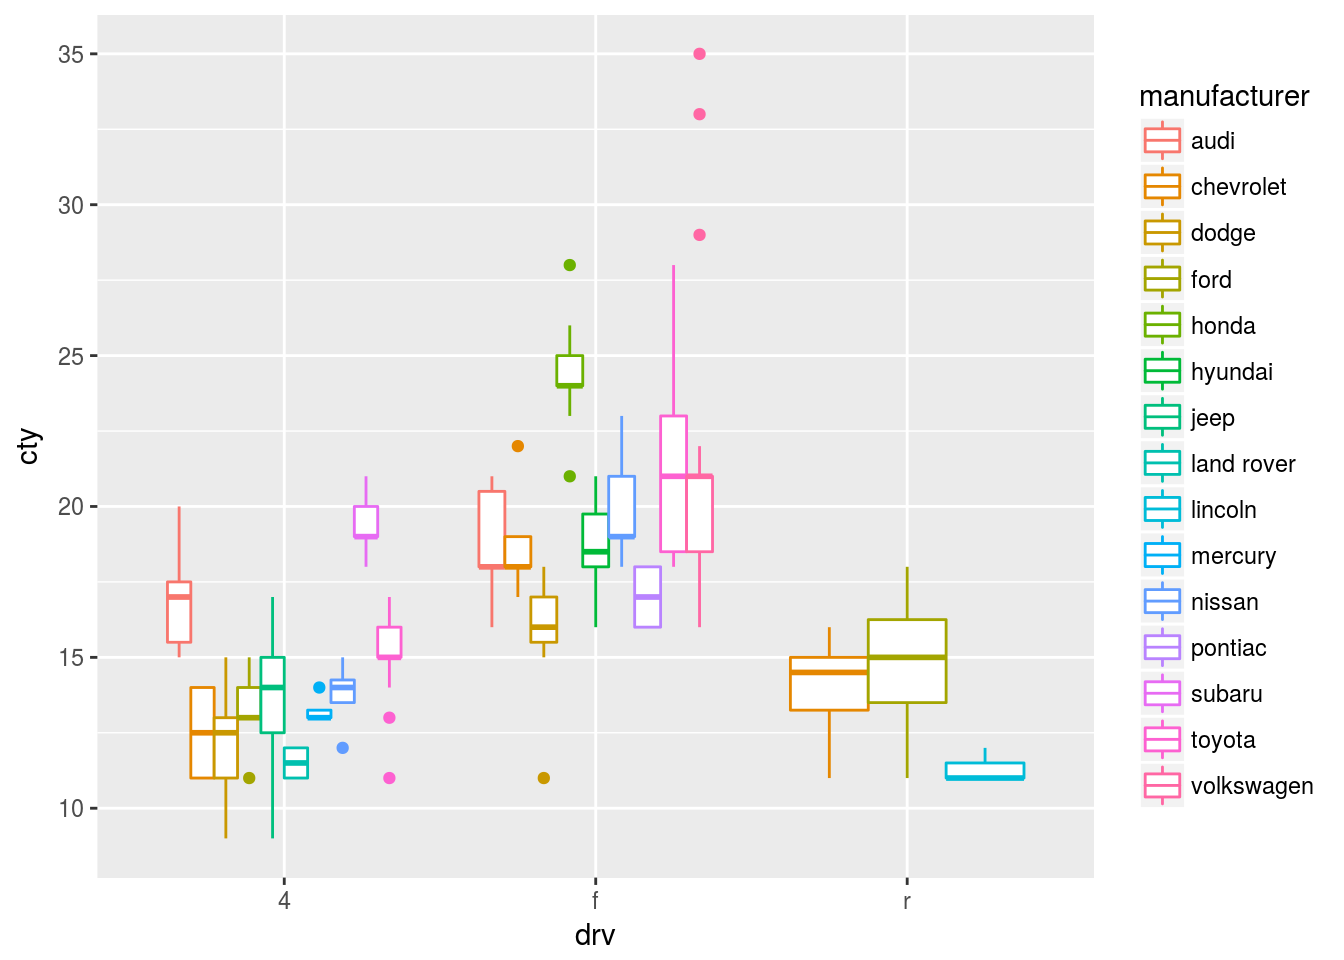 35
30
25
20
15
10
cty
4
f
r
drv
manufacturer
audi
chevrolet
dodge
ford
honda
hyundai
jeep
land rover
lincoln
mercury
nissan
pontiac
subaru
toyota
volkswagen